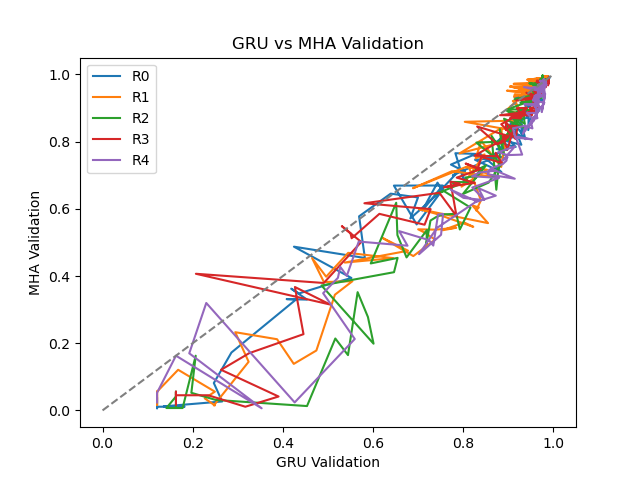 GRU vs MHA Validation
R0
R1
R2
R3
R4
MHA Validation
1.0
0.8
0.6
0.4
0.2
0.0
0.0 0.2 0.4 0.6 0.8 1.0
GRU Validation